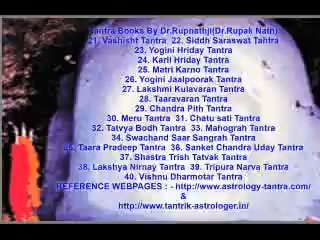 Tantra Books By Dr.Rupnathji(Dr.Rupak Nath)
21. Vashisht Tantra 22. Siddh Saraswat Tantra
23. Yogini Hriday Tantra
24. Karll Hriday Tantra
25. Matri Karno Tantra
26. Yogini Jaalpoorak Tantra
27. Lakshmi Kulavaran Tantra
28. Taaravaran Tantra
29. Chandra Pith Tantra
30. Meru Tantra 31. Chatu sati Tantra
32. Tatvya Bodh Tantra 33. Mahograh Tantra
34. Swachand Saar Sangrah Tantra
35. Taara Pradeep Tantra 36. Sanket Chandra Uday Tantra
37. Shastra Trish Tatvak Tantra
38. Lakshya Nirnay Tantra 39. Tripura Narva Tantra
40. Vishnu Dharmotar Tantra
REFERENCE WEBPAGES : - http://www.astrology-tantra.com/
&
http://www.tantrik-astrologer.in/